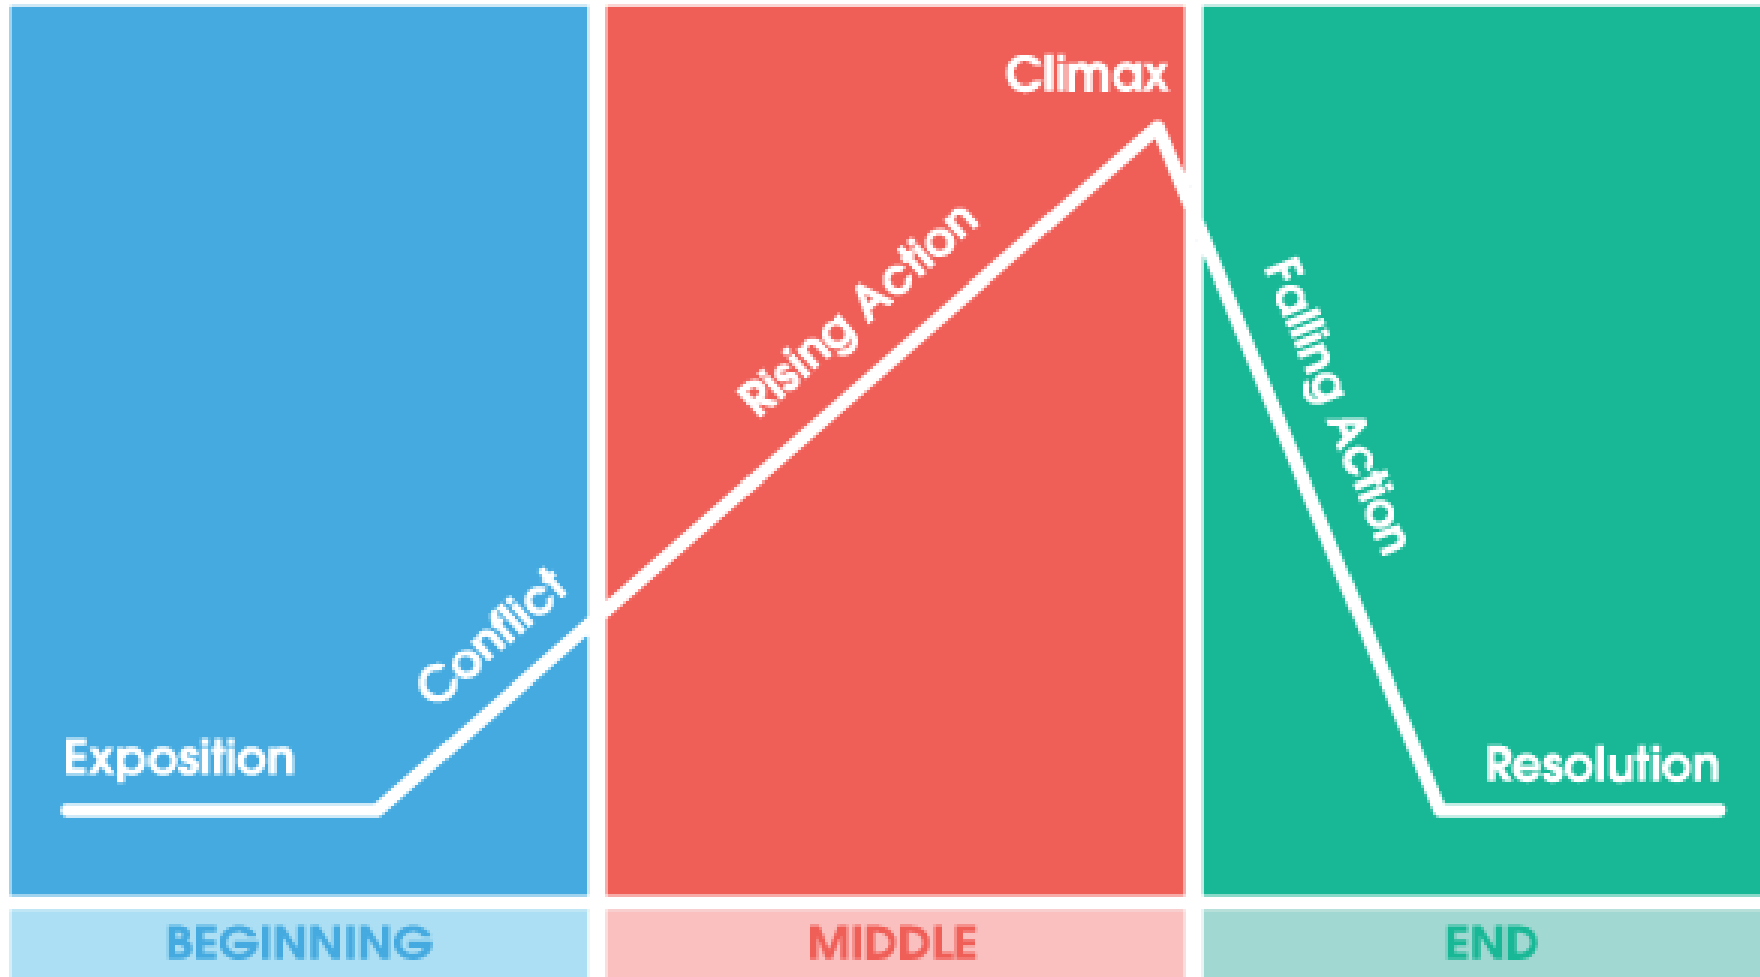 Climax
Rising Action
Falling Action
Conflict
Exposition
Resolution
BEGINNING
MIDDLE
END